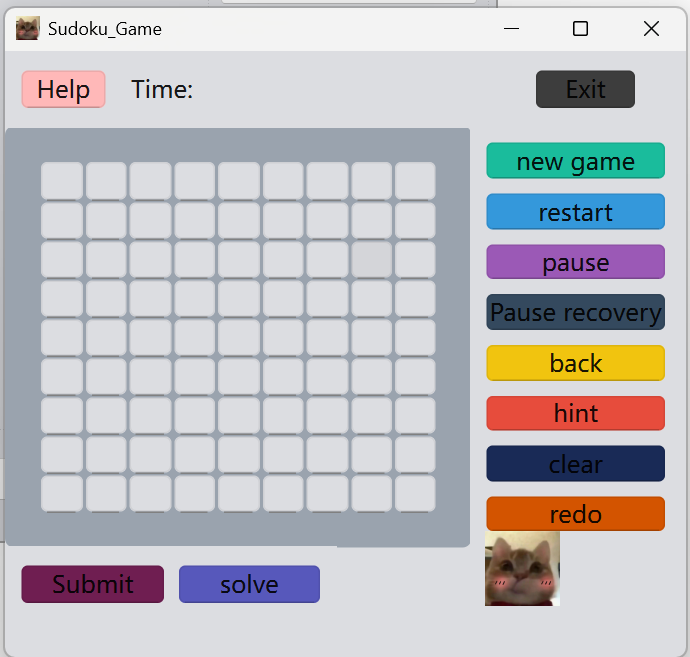 Sudoku_Game
Help
Time:
Exit
new game
restart
pause
Pause recovery
back
hint
clear
redo
Submit
solve